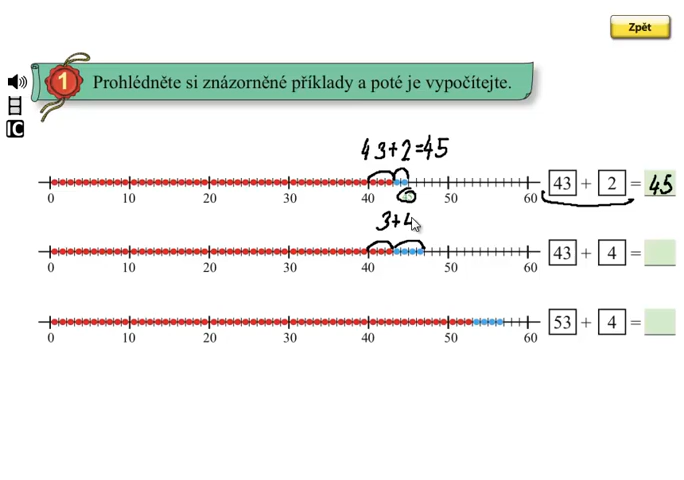 Zpět
1 Prohlédněte si znázorněné příklady a poté je vypočítejte.
43+2=45
0 10 20 30 40 45 50 60 43 + 2 = 45
3+4
0 10 20 30 40 50 60 43 + 4 =
0 10 20 30 40 50 60 53 + 4 =